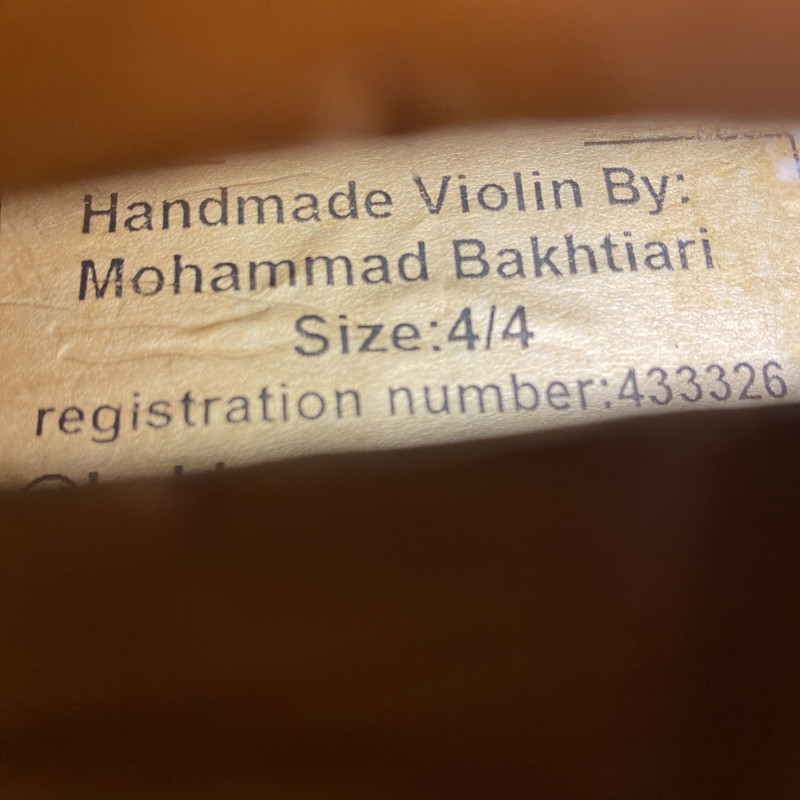 Handmade Violin By:
Mohammad Bakhtiari
Size:4/4
registration number:433326